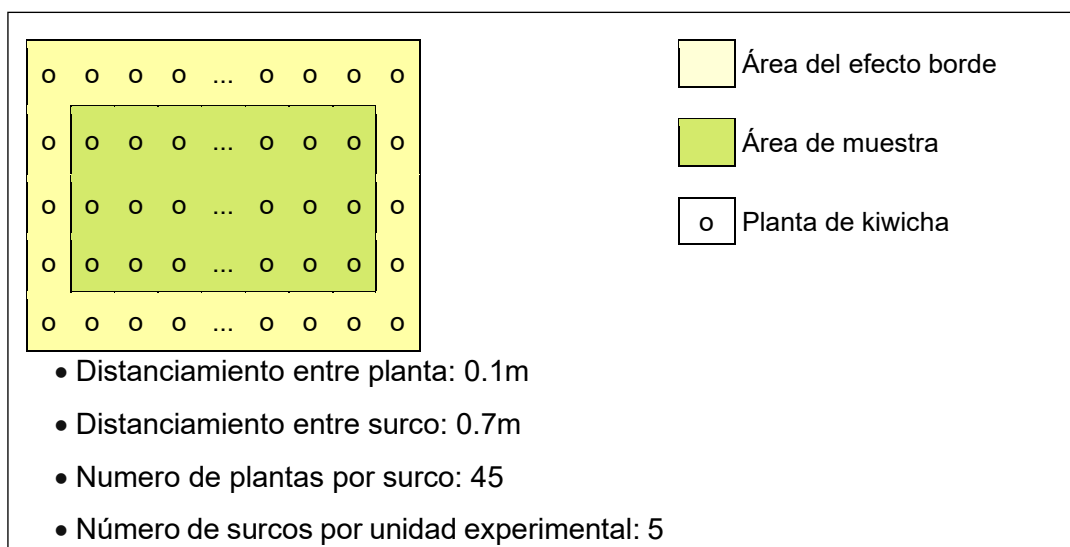 o o o o ... o o o o
o o o o ... o o o o
o o o o ... o o o o
o o o o ... o o o o
o o o o ... o o o o
Área del efecto borde
Área de muestra
o Planta de kiwicha
• Distanciamiento entre planta: 0.1m
• Distanciamiento entre surco: 0.7m
• Numero de plantas por surco: 45
• Número de surcos por unidad experimental: 5